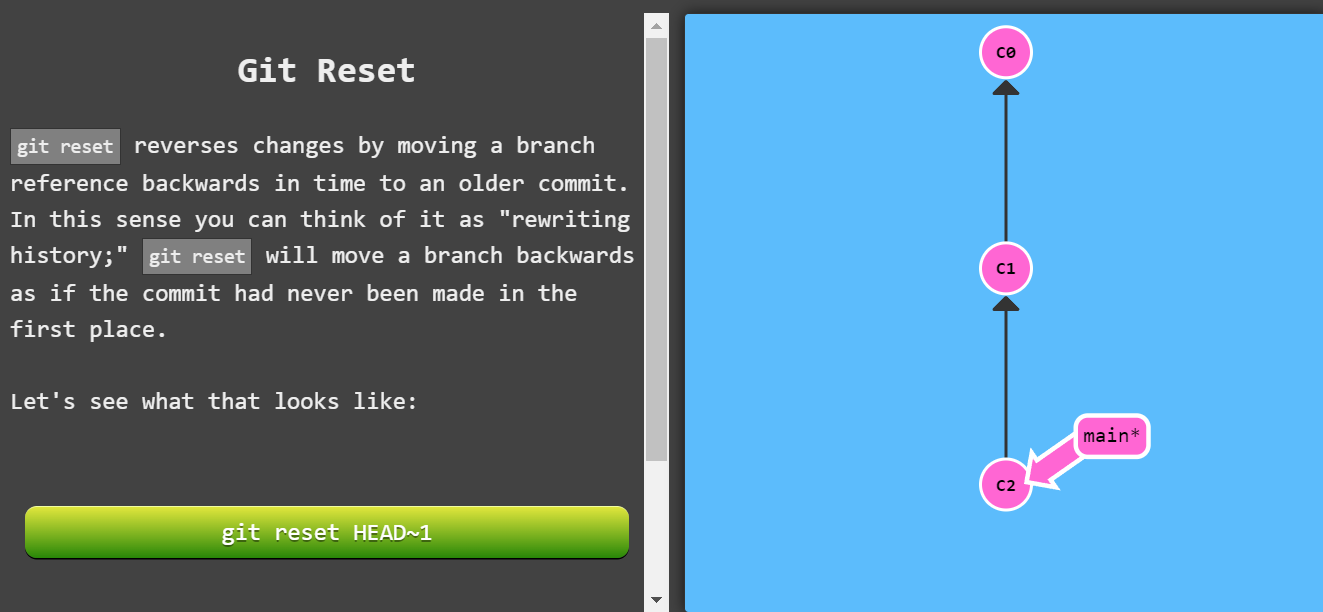 Git Reset
git reset reverses changes by moving a branch
reference backwards in time to an older commit.
In this sense you can think of it as "rewriting
history;" git reset will move a branch backwards
as if the commit had never been made in the
first place.
Let's see what that looks like:
git reset HEAD~1
C0
C1
main*
C2